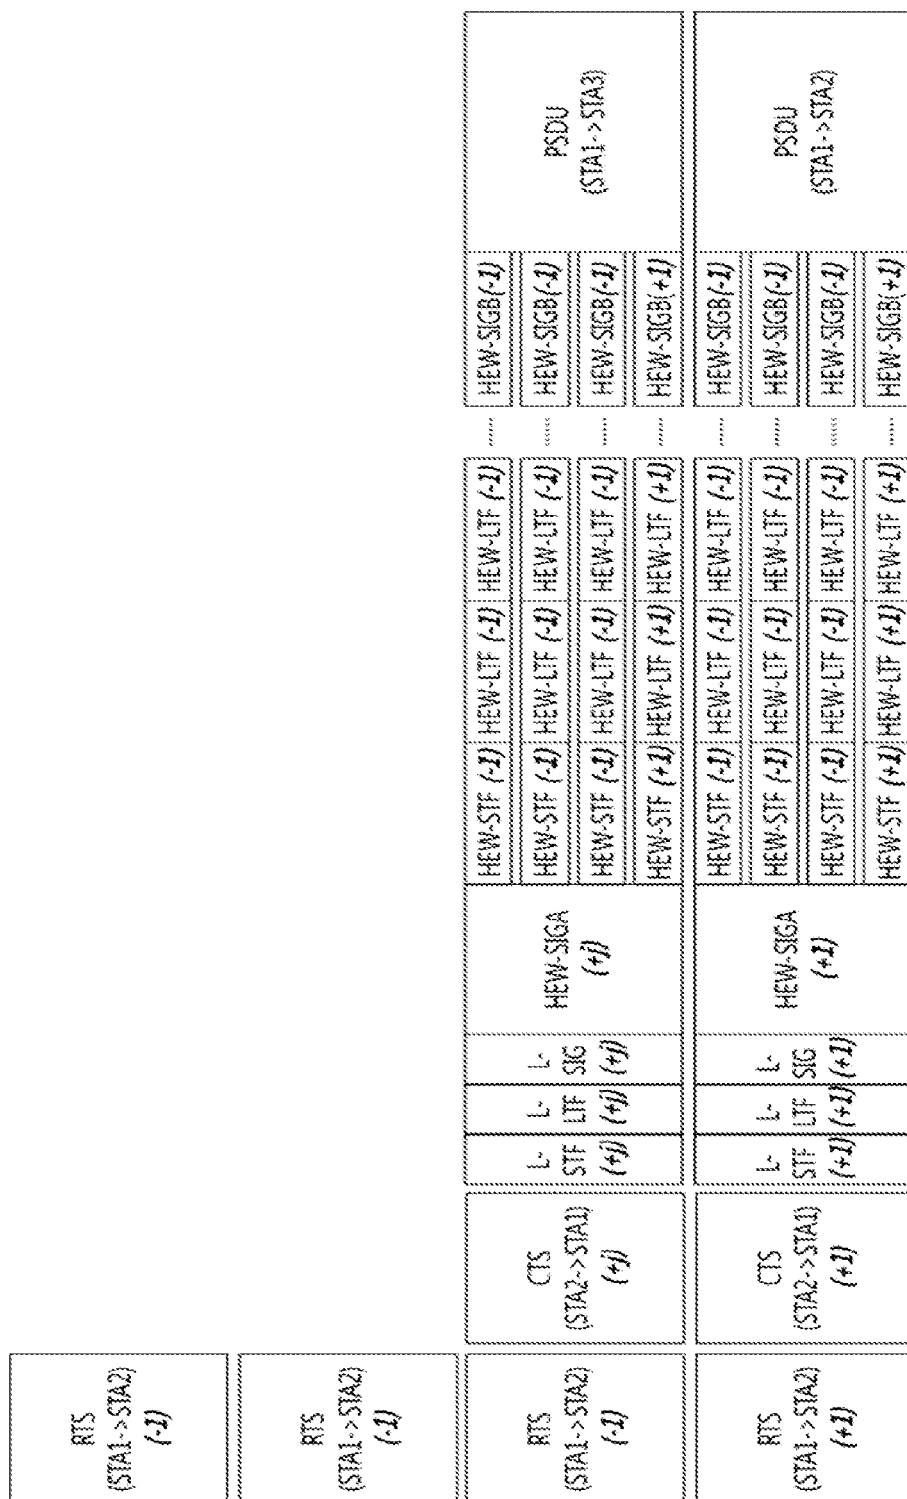 RTS
(STA1->STA2)
(-1)
RTS
(STA1->STA2)
(-1)
RTS
(STA1->STA2)
(-1)
CTS
(STA2->STA1)
(+j)
L-
STF
(+j)
L-
LTF
(+j)
L-
SIG
(+j)
HEW-SIGA
(+j)
HEW-STF (-1) HEW-LTF (-1) HEW-LTF (-1) ..... HEW-SIGB(-1)
HEW-STF (-1) HEW-LTF (-1) HEW-LTF (-1) ..... HEW-SIGB(-1)
HEW-STF (-1) HEW-LTF (-1) HEW-LTF (-1) ..... HEW-SIGB(-1)
HEW-STF (+1) HEW-LTF (+1) HEW-LTF (+1) ..... HEW-SIGB(+1)
PSDU
(STA1->STA3)
RTS
(STA1->STA2)
(+1)
CTS
(STA2->STA1)
(+1)
L-
STF
(+1)
L-
LTF
(+1)
L-
SIG
(+1)
HEW-SIGA
(+1)
HEW-STF (-1) HEW-LTF (-1) HEW-LTF (-1) ..... HEW-SIGB(-1)
HEW-STF (-1) HEW-LTF (-1) HEW-LTF (-1) ..... HEW-SIGB(-1)
HEW-STF (-1) HEW-LTF (-1) HEW-LTF (-1) ..... HEW-SIGB(-1)
HEW-STF (+1) HEW-LTF (+1) HEW-LTF (+1) ..... HEW-SIGB(+1)
PSDU
(STA1->STA2)